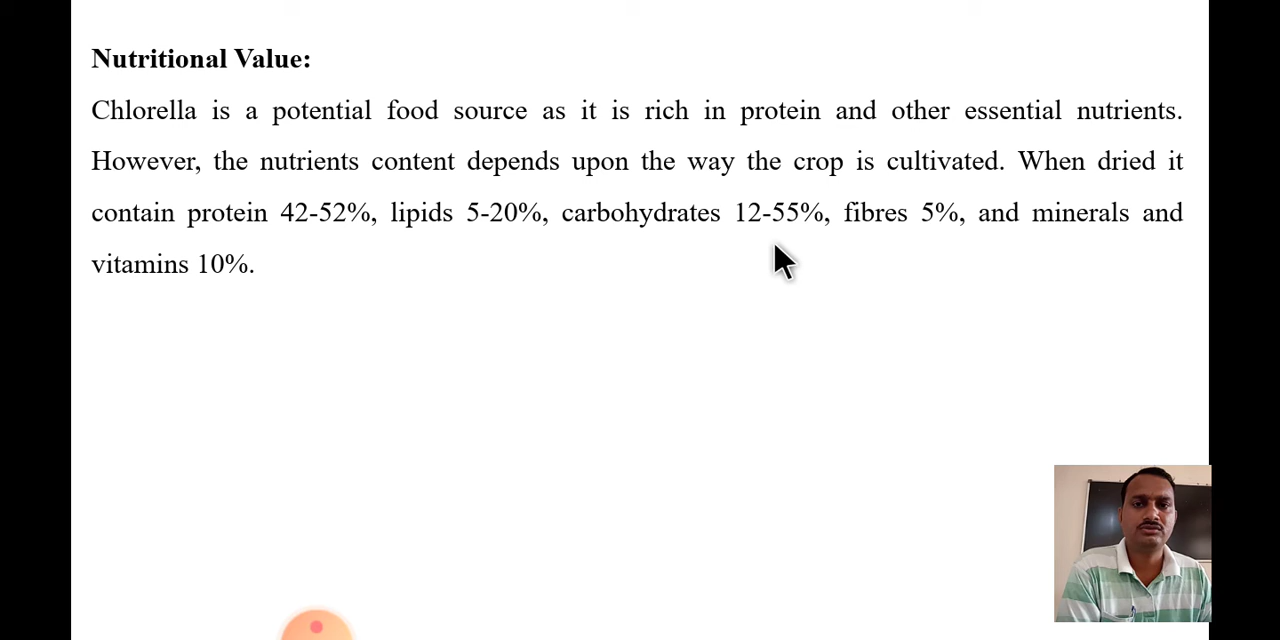 Nutritional Value:
Chlorella is a potential food source as it is rich in protein and other essential nutrients.
However, the nutrients content depends upon the way the crop is cultivated. When dried it
contain protein 42-52%, lipids 5-20%, carbohydrates 12-55%, fibres 5%, and minerals and
vitamins 10%.